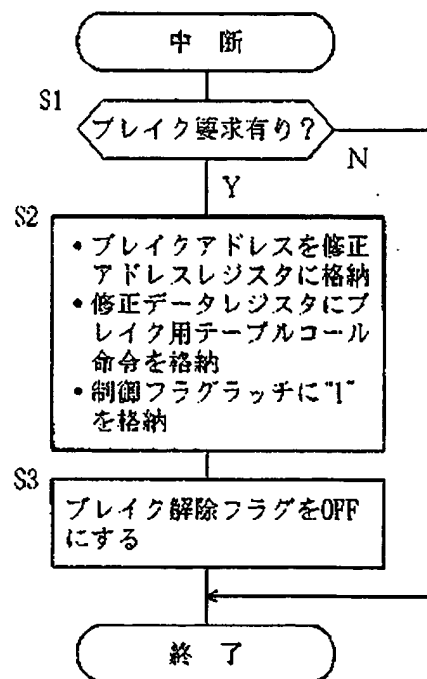 中 断
S1
ブレイク要求有り?
N
Y
S2
・ブレイクアドレスを修正
アドレスレジスタに格納
・修正データレジスタにブ
レイク用テーブルコール
命令を格納
・制御フラグラッチに"1"
を格納
S3
ブレイク解除フラグをOFF
にする
終 了